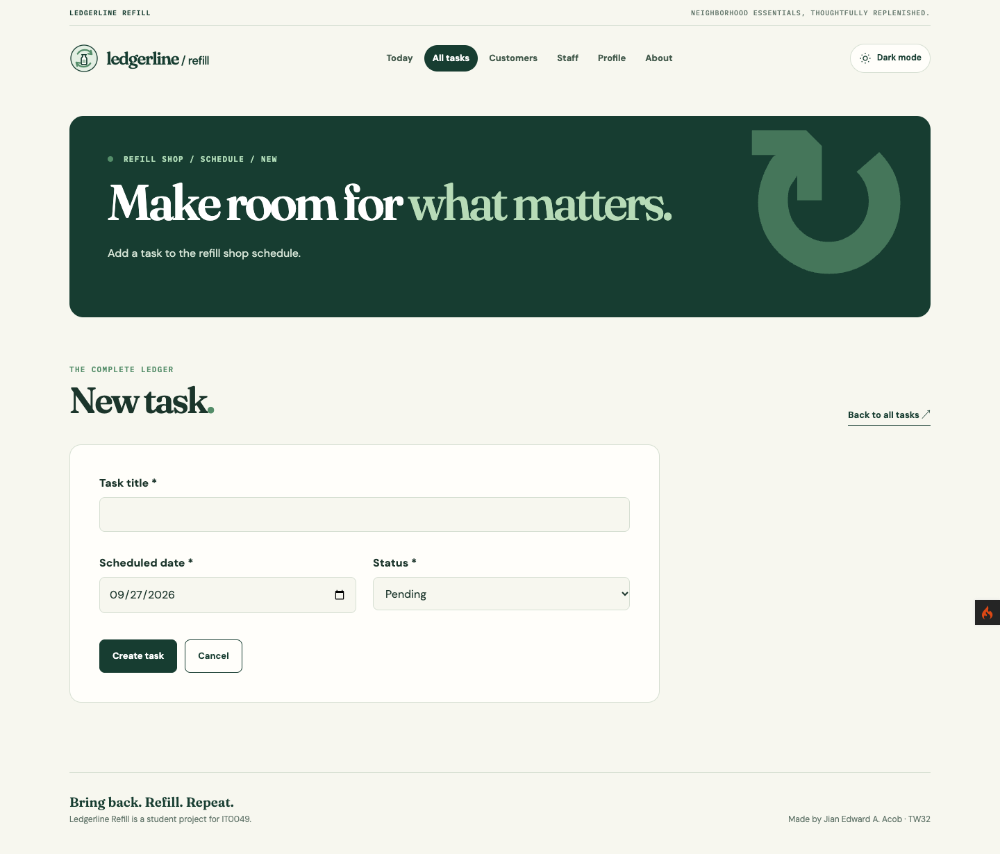 LEDGERLINE REFILL
NEIGHBORHOOD ESSENTIALS, THOUGHTFULLY REPLENISHED.
ledgerline / refill
Today
All tasks
Customers
Staff
Profile
About
Dark mode
REFILL SHOP / SCHEDULE / NEW
Make room for what matters.
Add a task to the refill shop schedule.
THE COMPLETE LEDGER
New task.
Back to all tasks ↗
Task title *
Scheduled date *
Status *
09/27/2026
Pending
Create task
Cancel
Bring back. Refill. Repeat.
Ledgerline Refill is a student project for IT0049.
Made by Jian Edward A. Acob · TW32